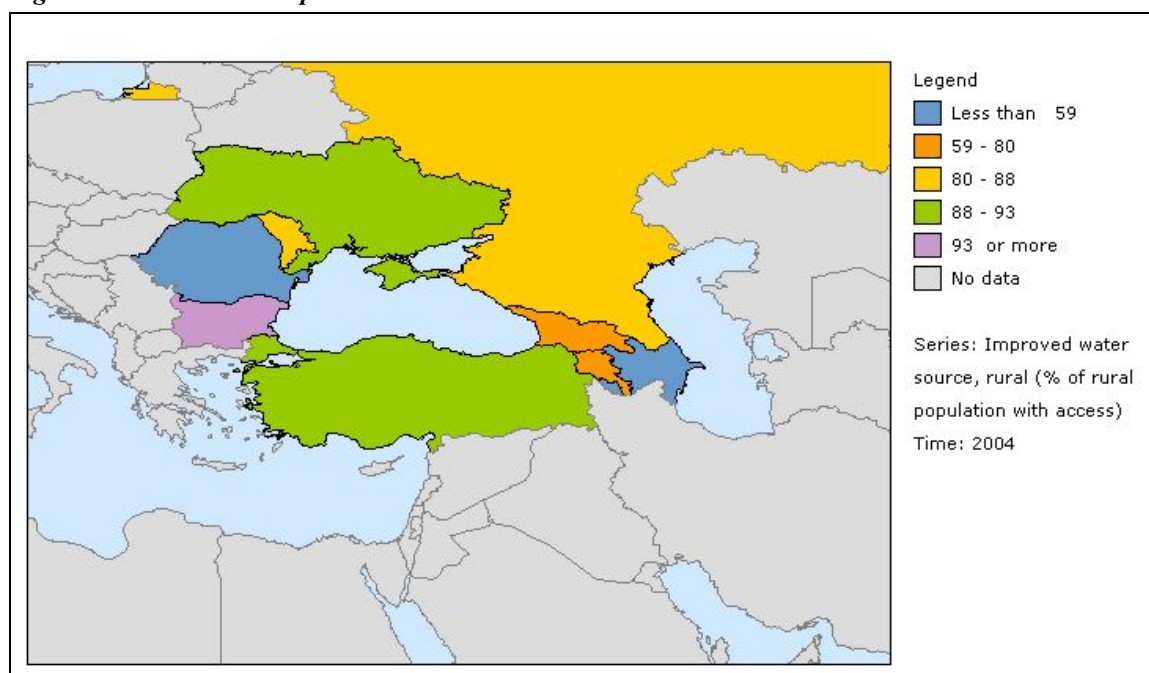 Legend
Less than 59
59 - 80
80 - 88
88 - 93
93 or more
No data
Series: Improved water
source, rural (% of rural
population with access)
Time: 2004